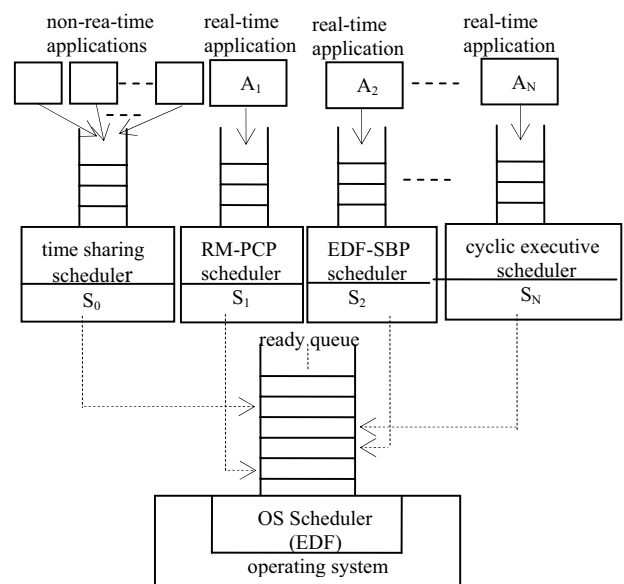 non-rea-time
applications
real-time
application
real-time
application
real-time
application
A1
A2
AN
time sharing
scheduler
S0
RM-PCP
scheduler
S1
EDF-SBP
scheduler
S2
cyclic executive
scheduler
SN
ready queue
OS Scheduler
(EDF)
operating system